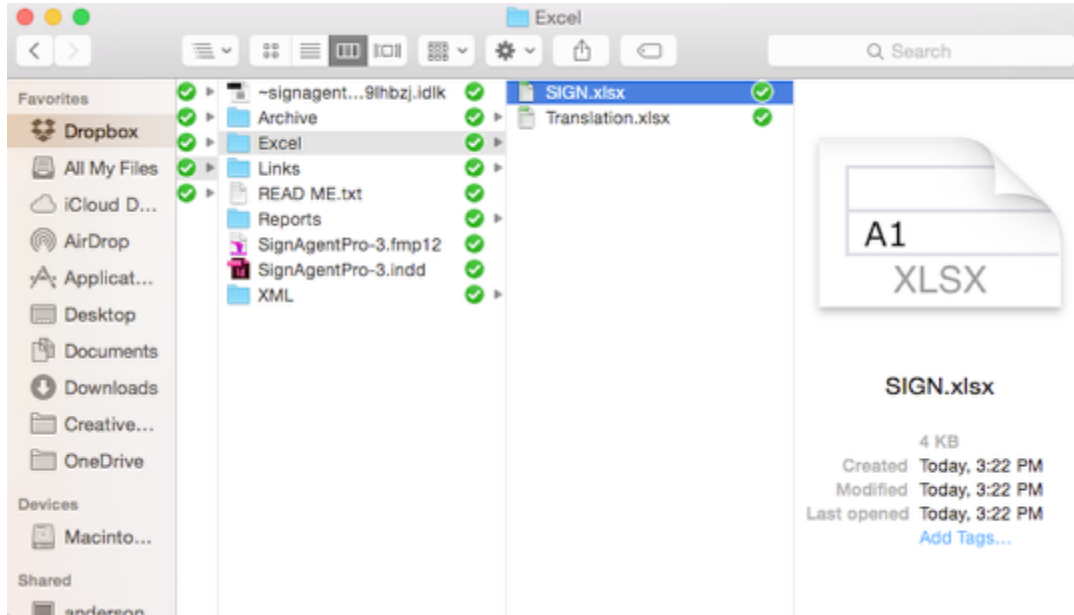 Excel
Search
Favorites
Dropbox
All My Files
iCloud D...
AirDrop
Applicat...
Desktop
Documents
Downloads
Creative...
OneDrive
Devices
Macinto...
Shared
anderson
~signagent...9lhbzj.idlk
Archive
Excel
Links
READ ME.txt
Reports
SignAgentPro-3.fmp12
SignAgentPro-3.indd
XML
SIGN.xlsx
Translation.xlsx
A1
XLSX
SIGN.xlsx
4 KB
Created Today, 3:22 PM
Modified Today, 3:22 PM
Last opened Today, 3:22 PM
Add Tags...